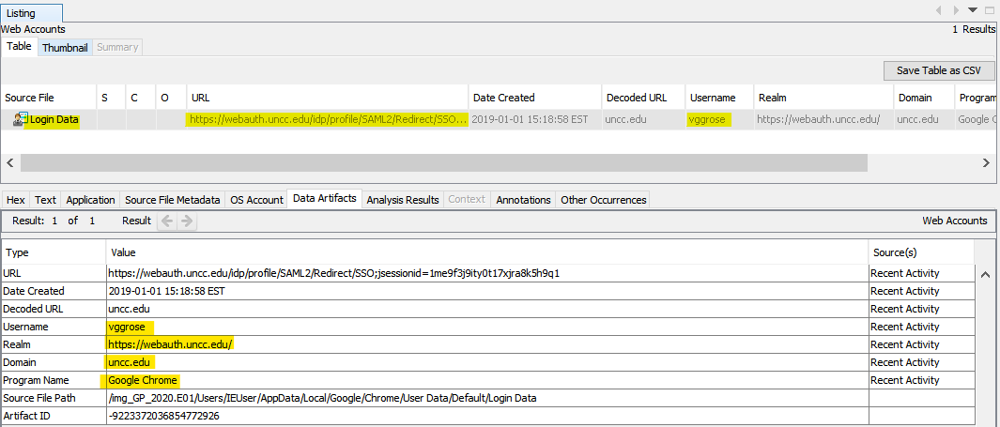 Listing
Web Accounts 1 Results
Table Thumbnail Summary
Save Table as CSV
Source File S C O URL Date Created Decoded URL Username Realm Domain Program
Login Data https://webauth.uncc.edu/idp/profile/SAML2/Redirect/SSO... 2019-01-01 15:18:58 EST uncc.edu vggrose https://webauth.uncc.edu/ uncc.edu Google C
Hex Text Application Source File Metadata OS Account Data Artifacts Analysis Results Context Annotations Other Occurrences
Result: 1 of 1 Result Web Accounts
Type Value Source(s)
URL https://webauth.uncc.edu/idp/profile/SAML2/Redirect/SSO;jsessionid=1me9f3j9ity0t17xjra8k5h9q1 Recent Activity
Date Created 2019-01-01 15:18:58 EST Recent Activity
Decoded URL uncc.edu Recent Activity
Username vggrose Recent Activity
Realm https://webauth.uncc.edu/ Recent Activity
Domain uncc.edu Recent Activity
Program Name Google Chrome Recent Activity
Source File Path /img_GP_2020.E01/Users/IEUser/AppData/Local/Google/Chrome/User Data/Default/Login Data
Artifact ID -9223372036854772926